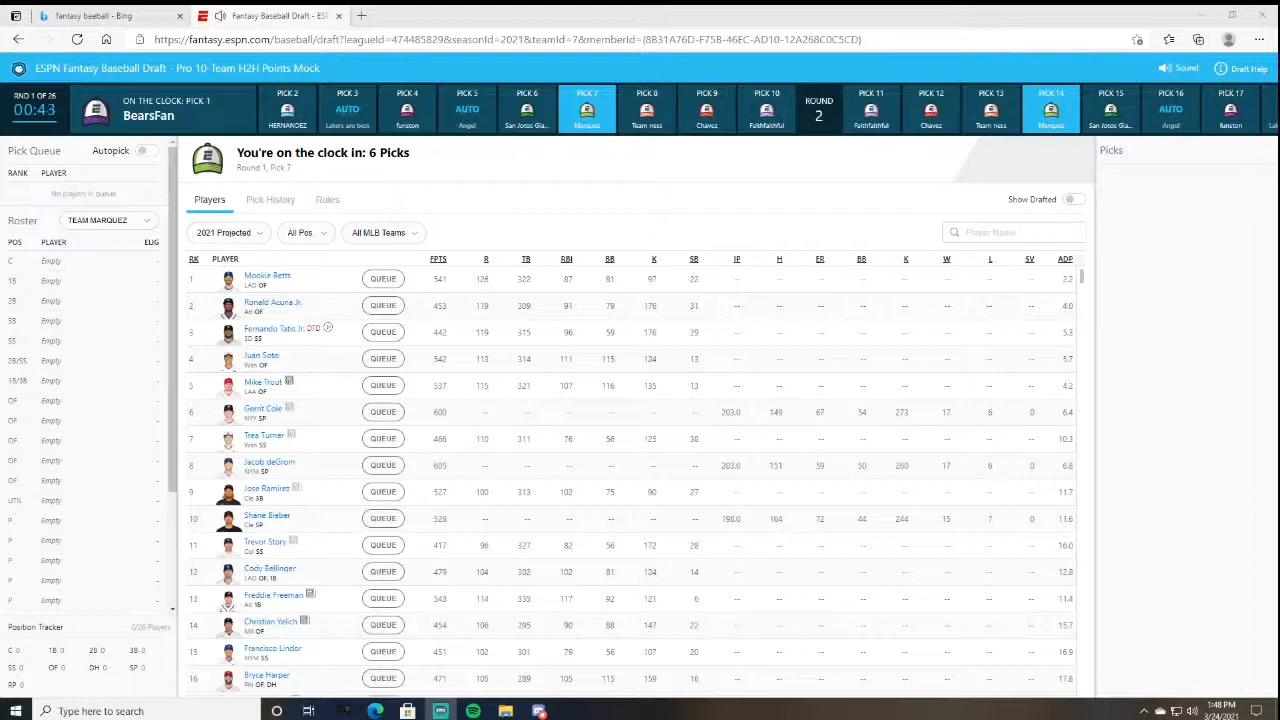 fantasy baeball - Bing
Fantasy Baseball Draft - ESF
https://fantasy.espn.com/baseball/draft?leagueId=474485829&seasonId=2021&teamId=7&memberId={8B31A76D-F75B-46EC-AD10-12A268C0C5CD}
ESPN Fantasy Baseball Draft - Pro 10-Team H2H Points Mock
Sound
Draft Help
RND 1 OF 26
00:43
ON THE CLOCK: PICK 1
BearsFan
PICK 2
HERNANDEZ
PICK 3
AUTO
Lakers are best
PICK 4
funston
PICK 5
AUTO
Angel
PICK 6
San Jotos Gia...
PICK 7
Marquez
PICK 8
Team ness
PICK 9
Chavez
PICK 10
Faithfaithful
ROUND
2
PICK 11
Faithfaithful
PICK 12
Chavez
PICK 13
Team ness
PICK 14
Marquez
PICK 15
San Jotos Gia...
PICK 16
AUTO
Angel
PICK 17
funston
Pick Queue
Autopick
RANK PLAYER
No players in queue
Roster
TEAM MARQUEZ
POS PLAYER ELIG
C Empty -
1B Empty -
2B Empty -
3B Empty -
SS Empty -
2B/SS Empty -
1B/3B Empty -
OF Empty -
OF Empty -
OF Empty -
OF Empty -
OF Empty -
UTIL Empty -
P Empty -
P Empty -
P Empty -
P Empty -
P Empty -
Position Tracker 0/26 Players
C 0 1B 0 2B 0 3B 0
SS 0 OF 0 DH 0 SP 0
RP 0
You're on the clock in: 6 Picks
Round 1, Pick 7
Players Pick History Rules
Show Drafted
2021 Projected
All Pos.
All MLB Teams
Player Name
RK PLAYER FPTS R TB RBI BB K SB IP H ER BB K W L SV ADP
1 Mookie Betts LAD OF QUEUE 541 126 322 87 81 97 22 -- -- -- -- -- -- -- -- 2.2
2 Ronald Acuna Jr. Atl OF QUEUE 453 119 309 91 79 176 31 -- -- -- -- -- -- -- -- 4.0
3 Fernando Tatis Jr. DTD SD SS QUEUE 442 119 315 96 59 176 29 -- -- -- -- -- -- -- -- 5.3
4 Juan Soto Wsh OF QUEUE 542 113 314 111 115 124 13 -- -- -- -- -- -- -- -- 5.7
5 Mike Trout LAA OF QUEUE 537 115 321 107 116 135 13 -- -- -- -- -- -- -- -- 4.2
6 Gerrit Cole NYY SP QUEUE 600 -- -- -- -- -- -- 203.0 149 67 54 273 17 6 0 6.4
7 Trea Turner Wsh SS QUEUE 466 110 311 76 56 125 38 -- -- -- -- -- -- -- -- 10.3
8 Jacob deGrom NYM SP QUEUE 605 -- -- -- -- -- -- 203.0 151 59 50 260 17 6 0 6.8
9 Jose Ramirez Cle 3B QUEUE 527 100 313 102 75 90 27 -- -- -- -- -- -- -- -- 11.7
10 Shane Bieber Cle SP QUEUE 526 -- -- -- -- -- -- 198.0 164 72 44 244 15 7 0 11.6
11 Trevor Story Col SS QUEUE 417 96 327 82 56 172 28 -- -- -- -- -- -- -- -- 16.0
12 Cody Bellinger LAD OF, 1B QUEUE 479 104 302 102 81 124 14 -- -- -- -- -- -- -- -- 12.8
13 Freddie Freeman Atl 1B QUEUE 543 114 335 117 92 121 6 -- -- -- -- -- -- -- -- 11.4
14 Christian Yelich Mil OF QUEUE 454 106 295 90 88 147 22 -- -- -- -- -- -- -- -- 15.7
15 Francisco Lindor NYM SS QUEUE 451 102 301 79 56 107 20 -- -- -- -- -- -- -- -- 16.9
16 Bryce Harper Phi OF, DH QUEUE 471 105 289 105 115 159 16 -- -- -- -- -- -- -- -- 17.8
Picks
Type here to search
1:48 PM
3/24/2021